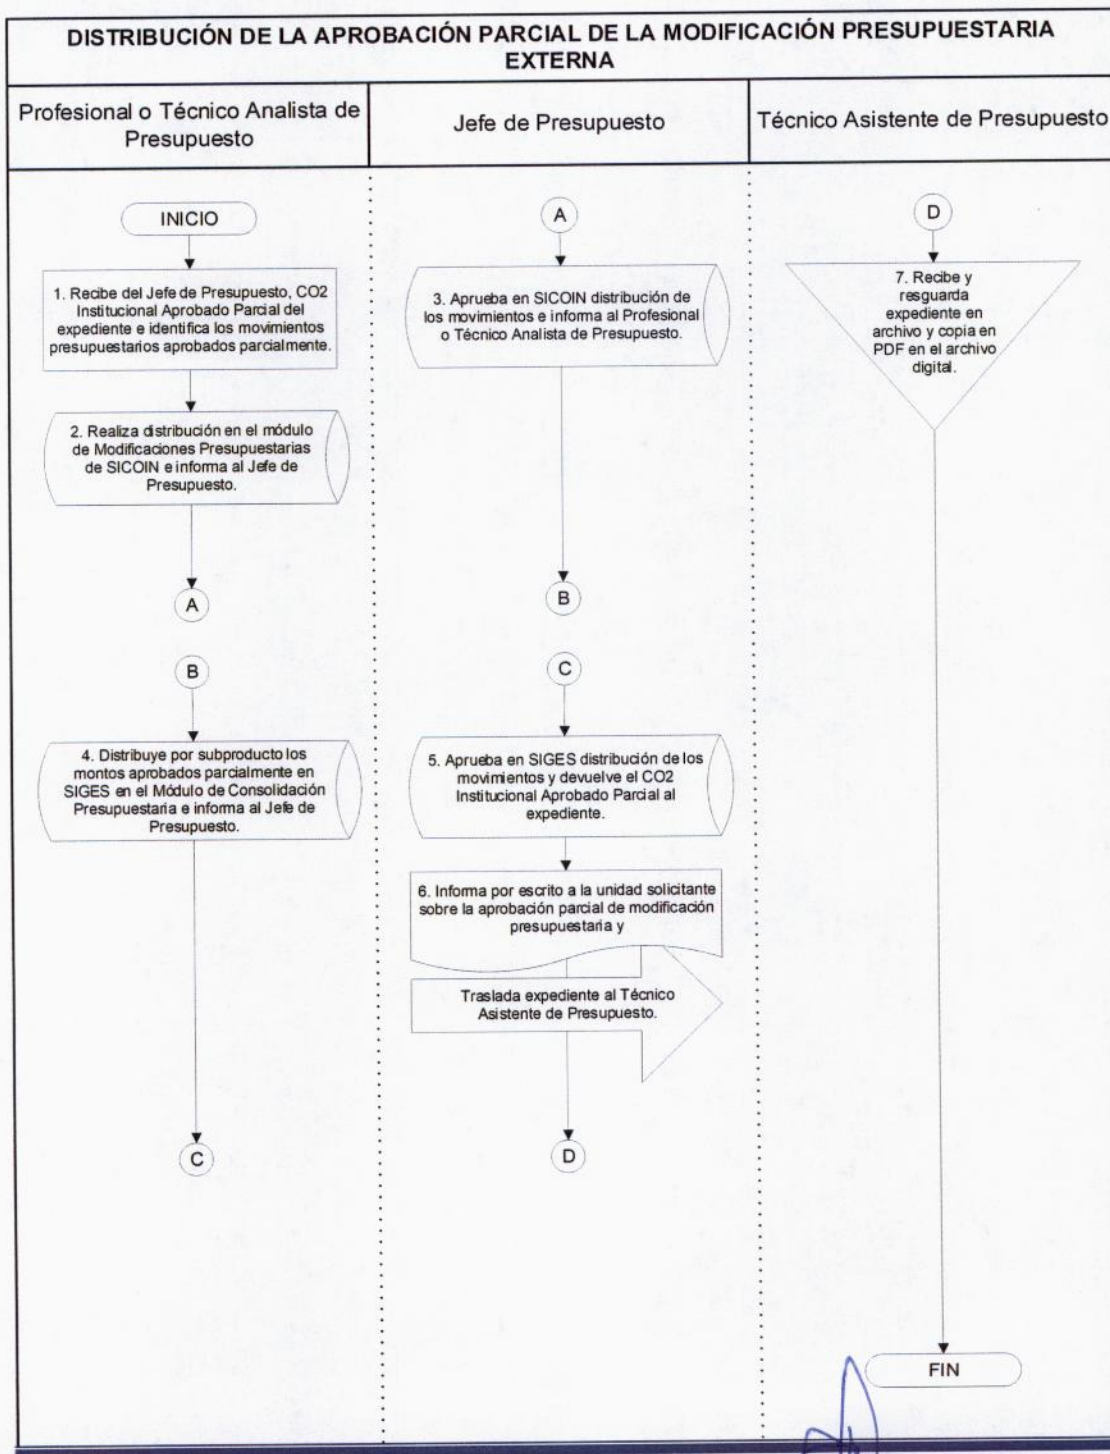 DISTRIBUCIÓN DE LA APROBACIÓN PARCIAL DE LA MODIFICACIÓN PRESUPUESTARIA
EXTERNA
Profesional o Técnico Analista de
Presupuesto
Jefe de Presupuesto
Técnico Asistente de Presupuesto
INICIO
1. Recibe del Jefe de Presupuesto, CO2
Institucional Aprobado Parcial del
expediente e identifica los movimientos
presupuestarios aprobados parcialmente.
2. Realiza distribución en el módulo
de Modificaciones Presupuestarias
de SICOIN e informa al Jefe de
Presupuesto.
A
B
4. Distribuye por subproducto los
montos aprobados parcialmente en
SIGES en el Módulo de Consolidación
Presupuestaria e informa al Jefe de
Presupuesto.
C
A
3. Aprueba en SICOIN distribución de
los movimientos e informa al Profesional
o Técnico Analista de Presupuesto.
B
C
5. Aprueba en SIGES distribución de los
movimientos y devuelve el CO2
Institucional Aprobado Parcial al
expediente.
6. Informa por escrito a la unidad solicitante
sobre la aprobación parcial de modificación
presupuestaria y
Traslada expediente al Técnico
Asistente de Presupuesto.
D
D
7. Recibe y
resguarda
expediente en
archivo y copia en
PDF en el archivo
digital.
FIN